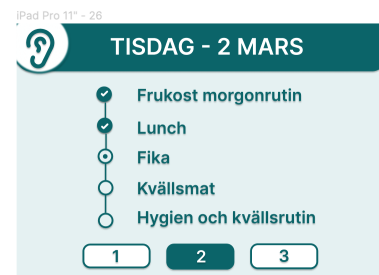 iPad Pro 11" - 26
TISDAG - 2 MARS
Frukost morgonrutin
Lunch
Fika
Kvällsmat
Hygien och kvällsrutin
1 2 3